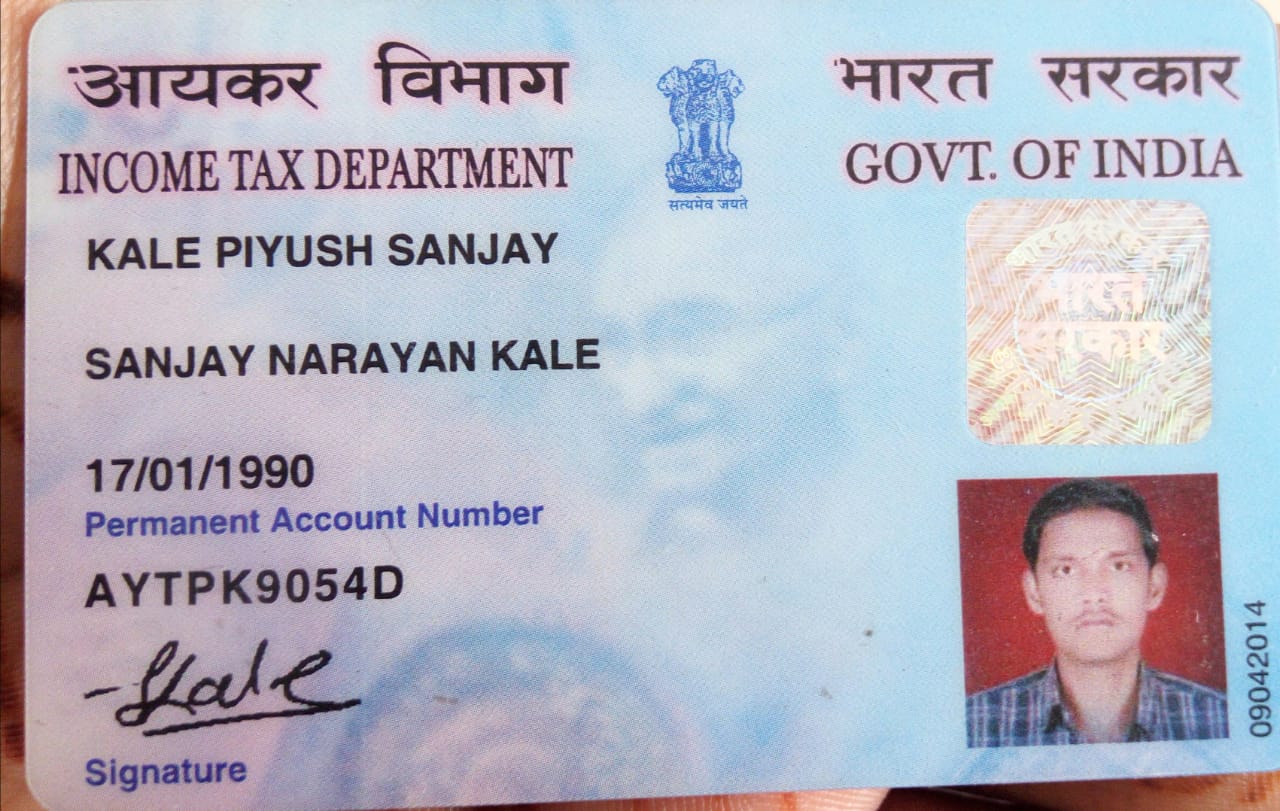 आयकर विभाग
भारत सरकार
INCOME TAX DEPARTMENT
GOVT. OF INDIA
सत्यमेव जयते
KALE PIYUSH SANJAY
SANJAY NARAYAN KALE
17/01/1990
Permanent Account Number
AYTPK9054D
Kale
Signature
भारत
सरकार
09042014